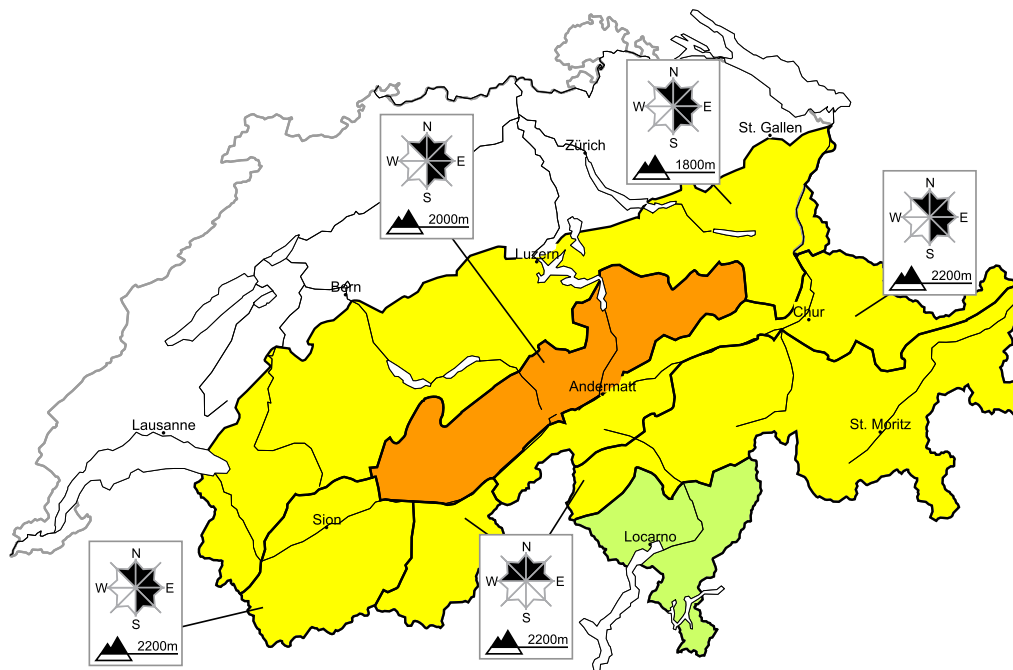 N
W E
S
1800m
St. Gallen
Zürich
N
W E
S
2000m
N
W E
S
2200m
Luzern
Bern
Chur
Andermatt
Lausanne
St. Moritz
Sion
Locarno
N
W E
S
2200m
N
W E
S
2200m